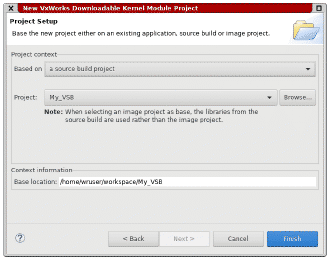 New VxWorks Downloadable Kernel Module Project
Project Setup
Base the new project either on an existing application, source build or image project.
Project context
Based on a source build project
Project: My_VSB Browse...
Note: When selecting an image project as base, the libraries from the
source build are used rather than the image project.
Context information
Base location: /home/wruser/workspace/My_VSB
? < Back Next > Cancel Finish